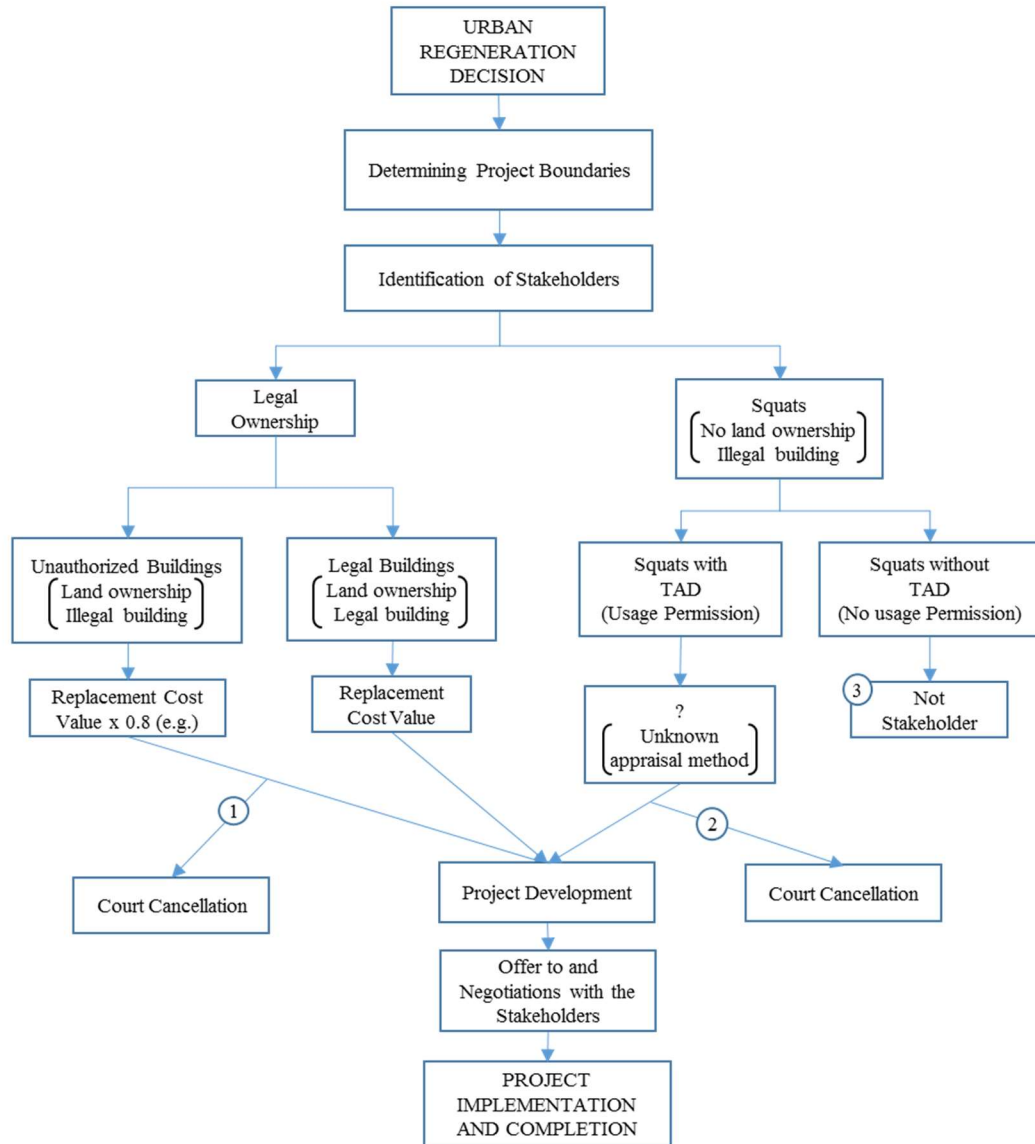 URBAN
REGENERATION
DECISION
Determining Project Boundaries
Identification of Stakeholders
Legal
Ownership
Squats
No land ownership
Illegal building
Unauthorized Buildings
Land ownership
Illegal building
Legal Buildings
Land ownership
Legal building
Squats with
TAD
(Usage Permission)
Squats without
TAD
(No usage Permission)
Replacement Cost
Value x 0.8 (e.g.)
Replacement
Cost Value
?
Unknown
appraisal method
3
Not
Stakeholder
1
2
Court Cancellation
Project Development
Court Cancellation
Offer to and
Negotiations with the
Stakeholders
PROJECT
IMPLEMENTATION
AND COMPLETION